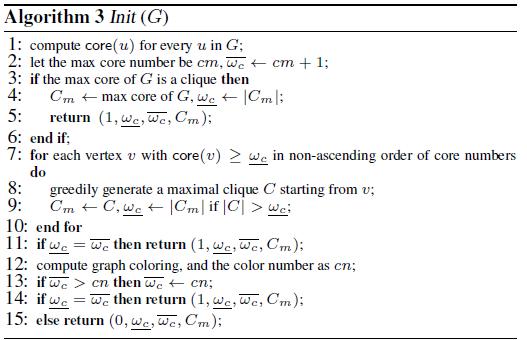 Algorithm 3 Init (G)
1: compute core(u) for every u in G;
2: let the max core number be cm, $\overline{\omega_c}$ ← cm + 1;
3: if the max core of G is a clique then
4: C_m ← max core of G, $\underline{\omega_c}$ ← |C_m|;
5: return (1, $\underline{\omega_c}$, $\overline{\omega_c}$, C_m);
6: end if;
7: for each vertex v with core(v) ≥ $\underline{\omega_c}$ in non-ascending order of core numbers
do
8: greedily generate a maximal clique C starting from v;
9: C_m ← C, $\underline{\omega_c}$ ← |C_m| if |C| > $\underline{\omega_c}$;
10: end for
11: if $\underline{\omega_c}$ = $\overline{\omega_c}$ then return (1, $\underline{\omega_c}$, $\overline{\omega_c}$, C_m);
12: compute graph coloring, and the color number as cn;
13: if $\overline{\omega_c}$ > cn then $\overline{\omega_c}$ ← cn;
14: if $\underline{\omega_c}$ = $\overline{\omega_c}$ then return (1, $\underline{\omega_c}$, $\overline{\omega_c}$, C_m);
15: else return (0, $\underline{\omega_c}$, $\overline{\omega_c}$, C_m);